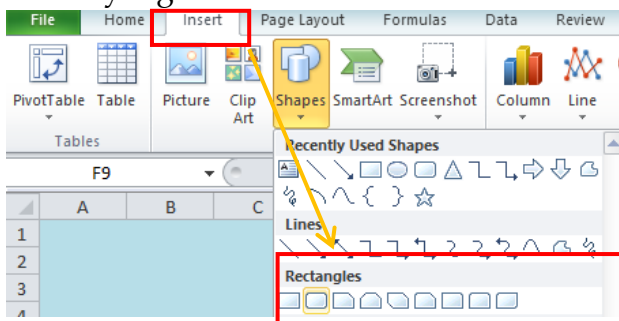 File Home Insert Page Layout Formulas Data Review
PivotTable Table Picture Clip Art Shapes SmartArt Screenshot Column Line
Tables
F9
Recently Used Shapes
A B C
Lines
1
2
3
Rectangles
4